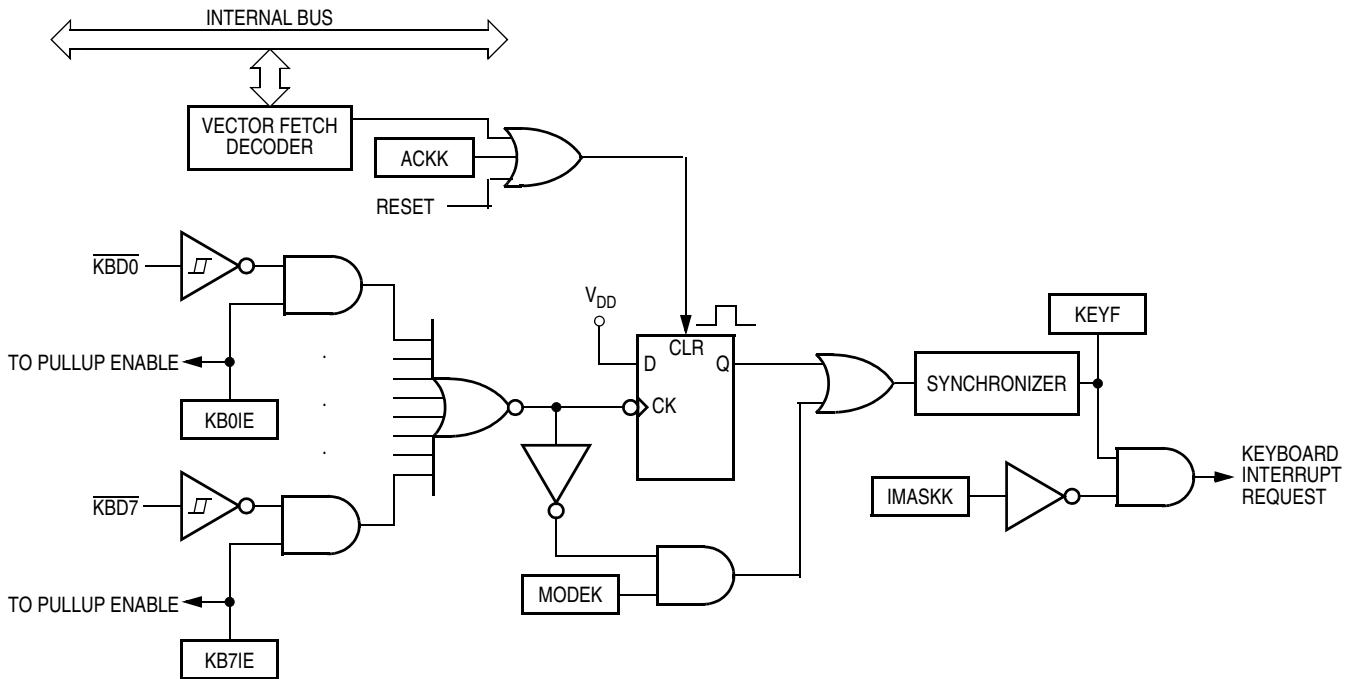 INTERNAL BUS
VECTOR FETCH
DECODER
ACKK
RESET
KBD0
VDD
KEYF
CLR
D
Q
TO PULLUP ENABLE
SYNCHRONIZER
CK
KB0IE
KEYBOARD
INTERRUPT
REQUEST
KBD7
IMASKK
MODEK
TO PULLUP ENABLE
KB7IE